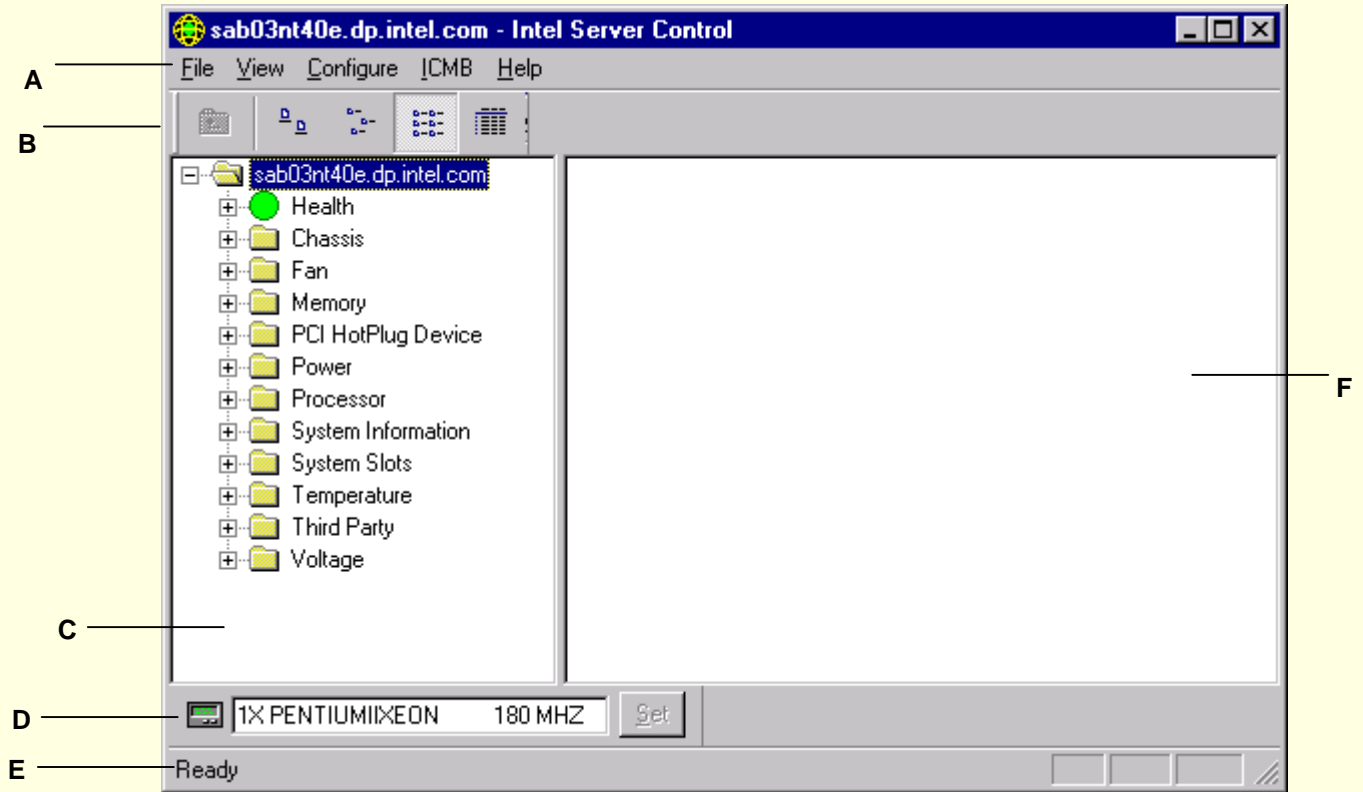 sab03nt40e.dp.intel.com - Intel Server Control
A
File View Configure ICMB Help
B
sab03nt40e.dp.intel.com
Health
Chassis
Fan
Memory
PCI HotPlug Device
Power
F
Processor
System Information
System Slots
Temperature
Third Party
Voltage
C
D
1X PENTIUMIIXEON 180 MHZ
Set
E
Ready